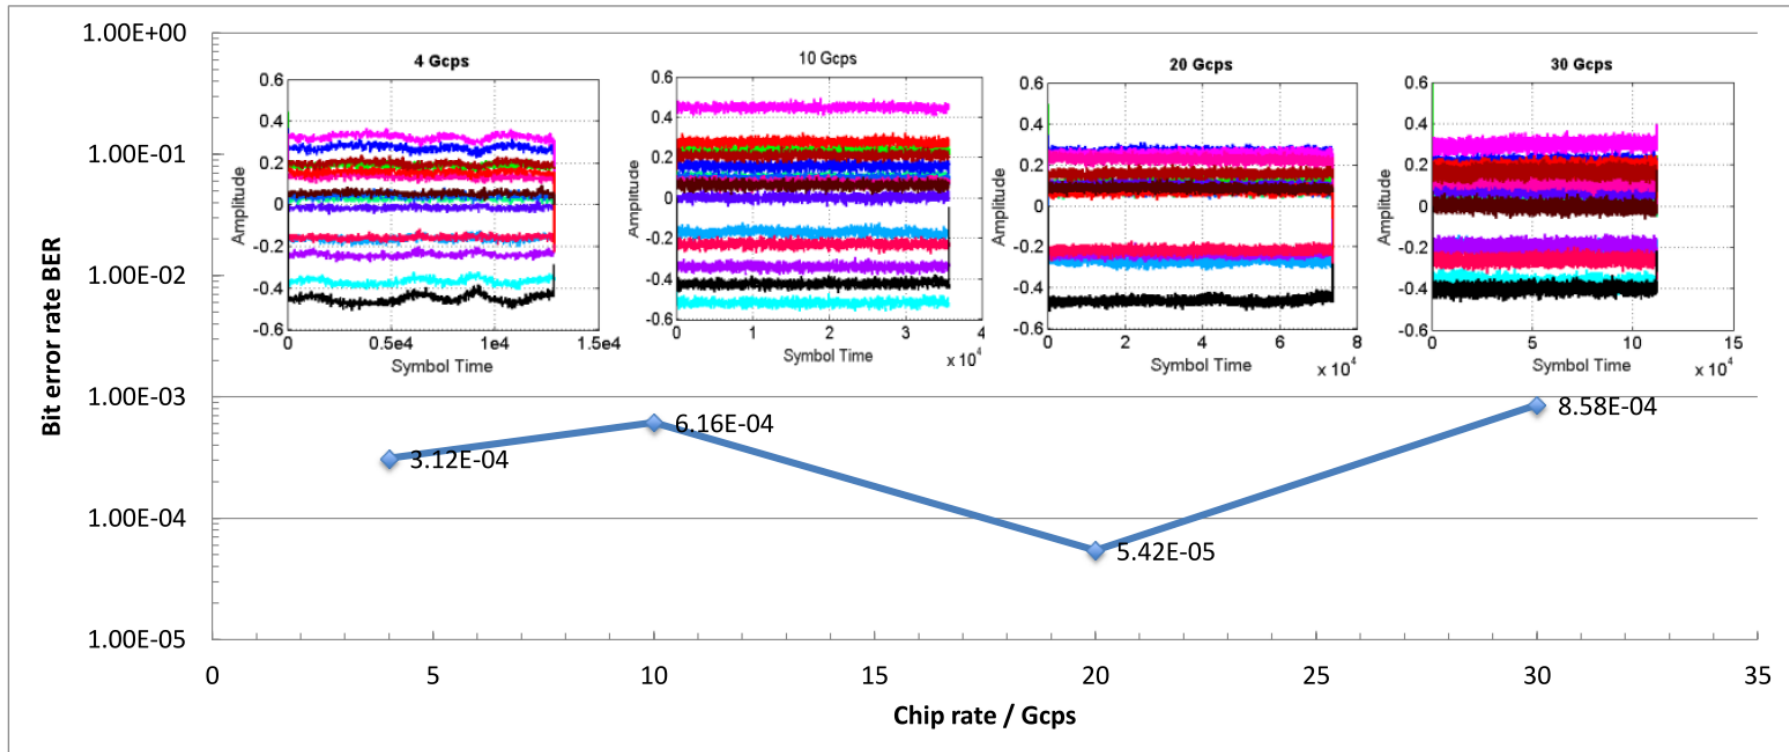 1.00E+00
1.00E-01
1.00E-02
1.00E-03
1.00E-04
1.00E-05
Bit error rate BER
4 Gcps
0.6
0.4
0.2
0
-0.2
-0.4
-0.6
Amplitude
0 0.5e4 1e4 1.5e4
Symbol Time
10 Gcps
0.6
0.4
0.2
0
-0.2
-0.4
-0.6
Amplitude
0 1 2 3 4
Symbol Time
x 10^4
20 Gcps
0.6
0.4
0.2
0
-0.2
-0.4
-0.6
Amplitude
0 2 4 6 8
Symbol Time
x 10^4
30 Gcps
0.6
0.4
0.2
0
-0.2
-0.4
-0.6
Amplitude
0 5 10 15
Symbol Time
x 10^4
3.12E-04
6.16E-04
5.42E-05
8.58E-04
0 5 10 15 20 25 30 35
Chip rate / Gcps